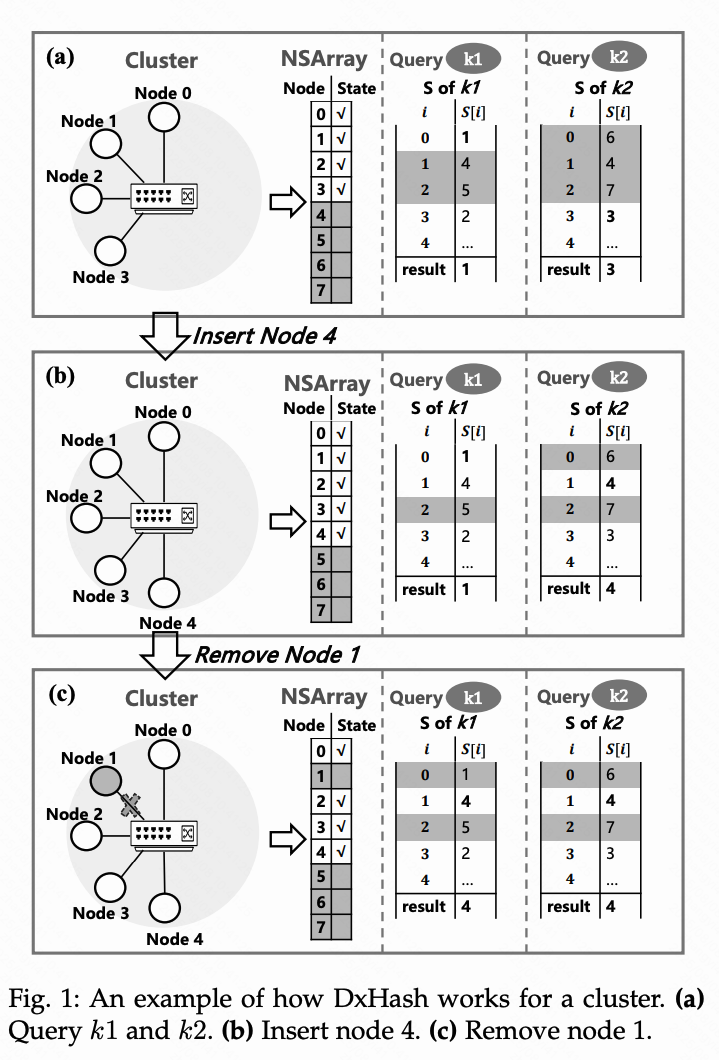 (a)
Cluster
Node 0
Node 1
Node 2
Node 3
NSArray
Node State
0 √
1 √
2 √
3 √
4
5
6
7
Query k1
S of k1
i S[i]
0 1
1 4
2 5
3 2
4 ...
result 1
Query k2
S of k2
i S[i]
0 6
1 4
2 7
3 3
4 ...
result 3
Insert Node 4
(b)
Cluster
Node 0
Node 1
Node 2
Node 3
Node 4
NSArray
Node State
0 √
1 √
2 √
3 √
4 √
5
6
7
Query k1
S of k1
i S[i]
0 1
1 4
2 5
3 2
4 ...
result 1
Query k2
S of k2
i S[i]
0 6
1 4
2 7
3 3
4 ...
result 4
Remove Node 1
(c)
Cluster
Node 0
Node 1
Node 2
Node 3
Node 4
NSArray
Node State
0 √
1
2 √
3 √
4 √
5
6
7
Query k1
S of k1
i S[i]
0 1
1 4
2 5
3 2
4 ...
result 4
Query k2
S of k2
i S[i]
0 6
1 4
2 7
3 3
4 ...
result 4
Fig. 1: An example of how DxHash works for a cluster. (a)
Query k1 and k2. (b) Insert node 4. (c) Remove node 1.